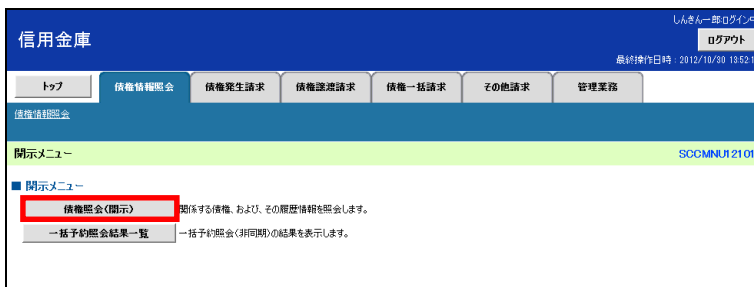 しんきん一郎:ログイン中
信用金庫
ログアウト
最終操作日時：2012/10/30 13:52:1
トップ 債権情報照会 債権発生請求 債権譲渡請求 債権一括請求 その他請求 管理業務
債権情報照会
開示メニュー SCCMNU12101
■ 開示メニュー
債権照会(開示) 関係する債権、および、その履歴情報を照会します。
一括予約照会結果一覧 一括予約照会(非同期)の結果を表示します。